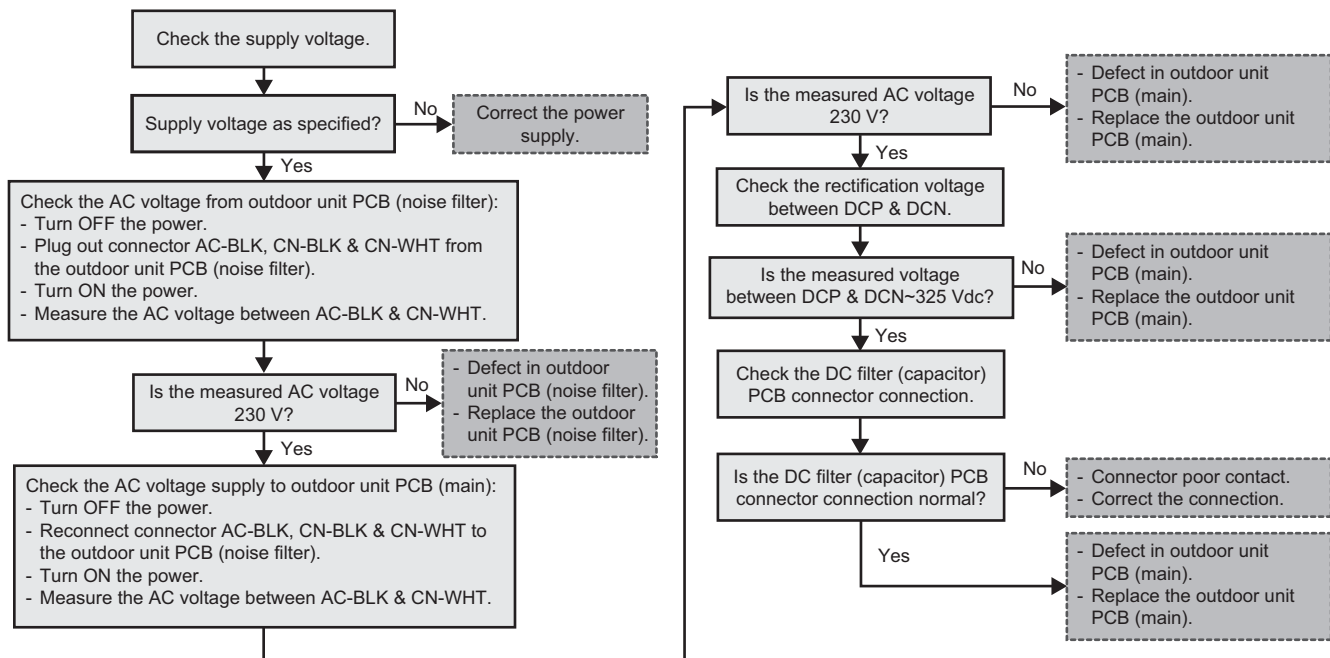 Check the supply voltage.
Supply voltage as specified?
No
Correct the power
supply.
Yes
Check the AC voltage from outdoor unit PCB (noise filter):
- Turn OFF the power.
- Plug out connector AC-BLK, CN-BLK & CN-WHT from
the outdoor unit PCB (noise filter).
- Turn ON the power.
- Measure the AC voltage between AC-BLK & CN-WHT.
Is the measured AC voltage
230 V?
No
- Defect in outdoor
unit PCB (noise filter).
- Replace the outdoor
unit PCB (noise filter).
Yes
Check the AC voltage supply to outdoor unit PCB (main):
- Turn OFF the power.
- Reconnect connector AC-BLK, CN-BLK & CN-WHT to
the outdoor unit PCB (noise filter).
- Turn ON the power.
- Measure the AC voltage between AC-BLK & CN-WHT.
Is the measured AC voltage
230 V?
No
- Defect in outdoor unit
PCB (main).
- Replace the outdoor unit
PCB (main).
Yes
Check the rectification voltage
between DCP & DCN.
Is the measured voltage
between DCP & DCN~325 Vdc?
No
- Defect in outdoor unit
PCB (main).
- Replace the outdoor unit
PCB (main).
Yes
Check the DC filter (capacitor)
PCB connector connection.
Is the DC filter (capacitor) PCB
connector connection normal?
No
- Connector poor contact.
- Correct the connection.
Yes
- Defect in outdoor unit
PCB (main).
- Replace the outdoor unit
PCB (main).